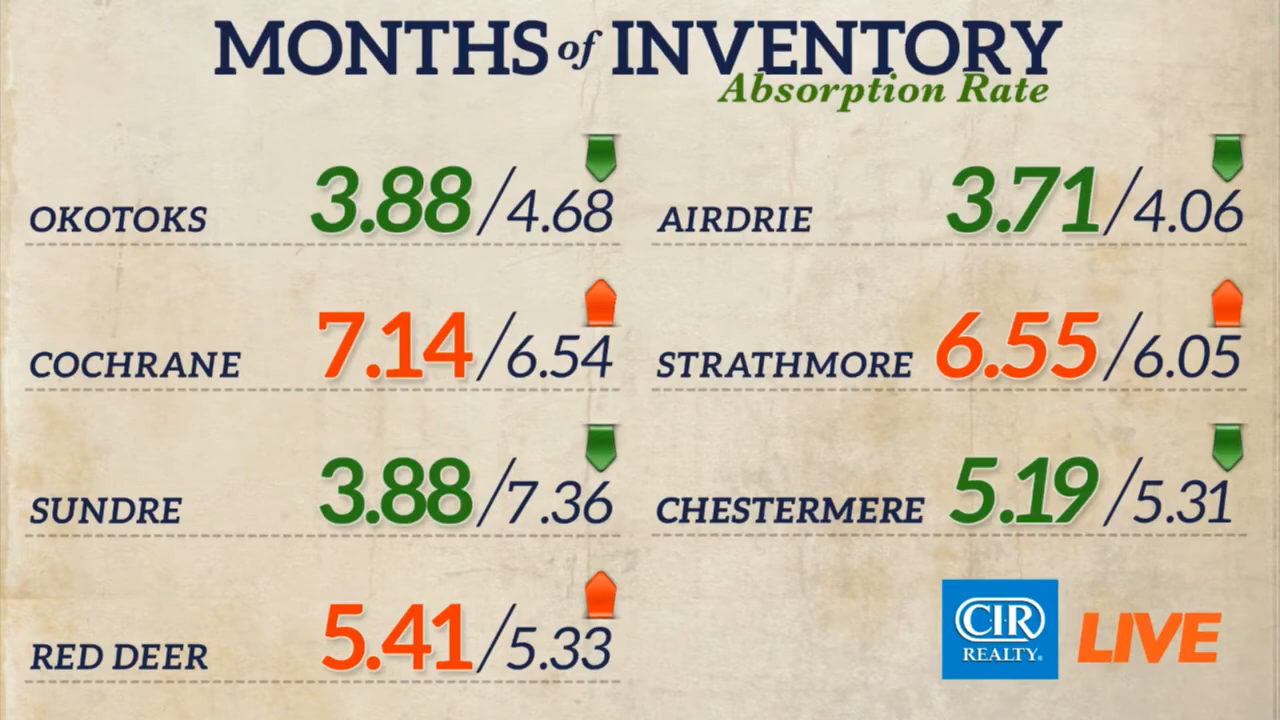 MONTHS of INVENTORY
Absorption Rate
OKOTOKS 3.88/4.68
AIRDRIE 3.71/4.06
COCHRANE 7.14/6.54
STRATHMORE 6.55/6.05
SUNDRE 3.88/7.36
CHESTERMERE 5.19/5.31
RED DEER 5.41/5.33
CIR
REALTY.
LIVE